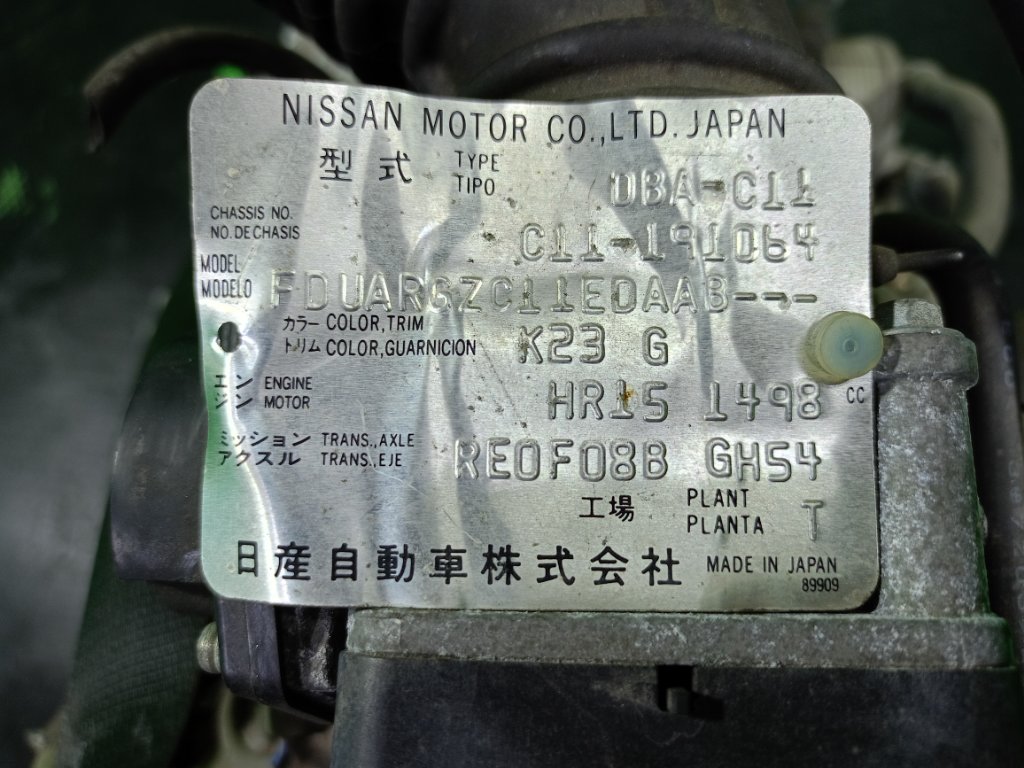 NISSAN MOTOR CO.,LTD. JAPAN
型式 TYPE TIPO DBA-C11
CHASSIS NO. NO. DE CHASIS C11-191064
MODEL MODELO FDUARGZC11EDAAB---
カラー COLOR,TRIM
トリム COLOR,GUARNICION K23 G
エン ENGINE
ジン MOTOR HR15 1498 CC
ミッション TRANS.,AXLE
アクスル TRANS.,EJE RE0F08B GH54
工場 PLANT PLANTA T
日産自動車株式会社 MADE IN JAPAN
89909